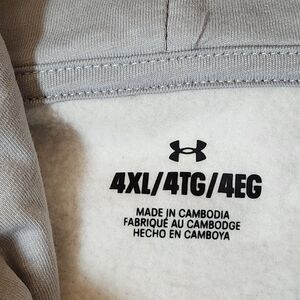 4XL/4TG/4EG
MADE IN CAMBODIA
FABRIQUÉ AU CAMBODGE
HECHO EN CAMBOYA